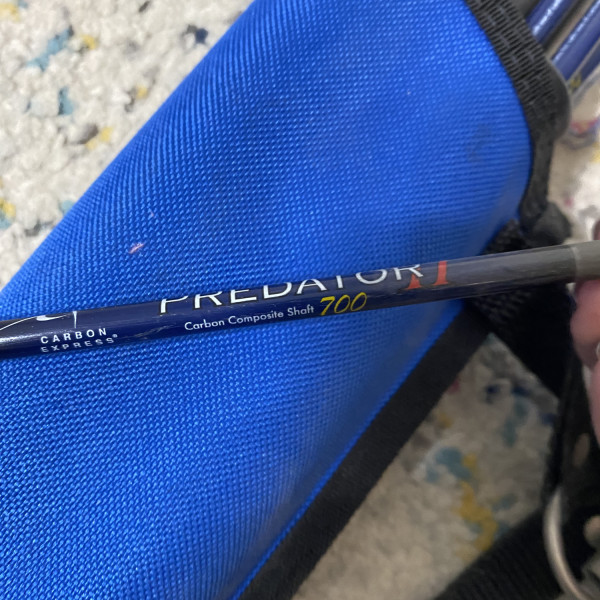 PREDATOR II
Carbon Composite Shaft 700
CARBON
EXPRESS®